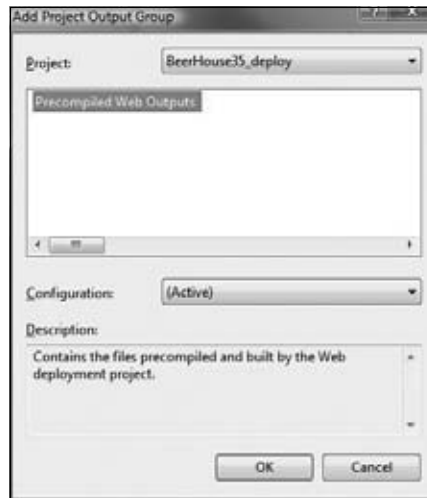 Add Project Output Group
Project:
BeerHouse35_deploy
Precompiled Web Outputs
Configuration:
(Active)
Description:
Contains the files precompiled and built by the Web
deployment project.
OK
Cancel